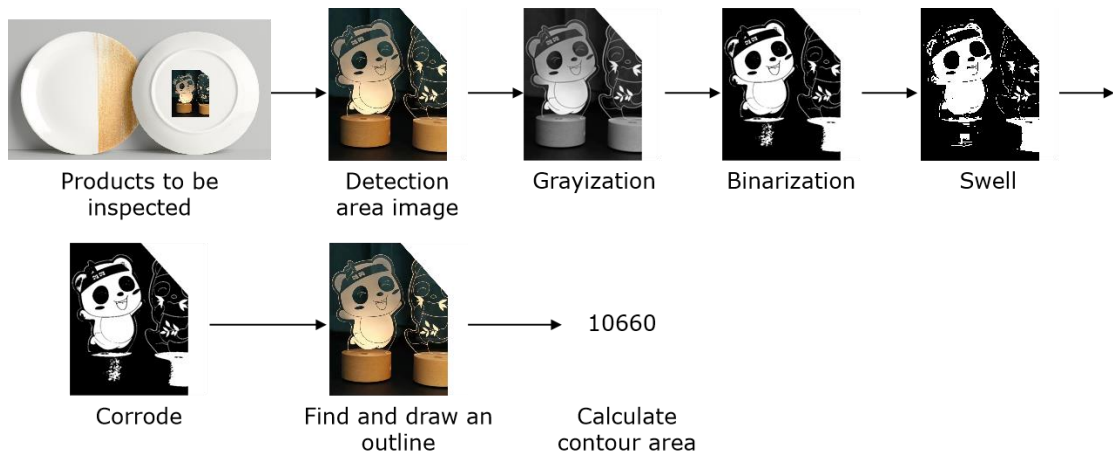 Products to be
inspected
Detection
area image
Grayization
Binarization
Swell
Corrode
Find and draw an
outline
10660
Calculate
contour area